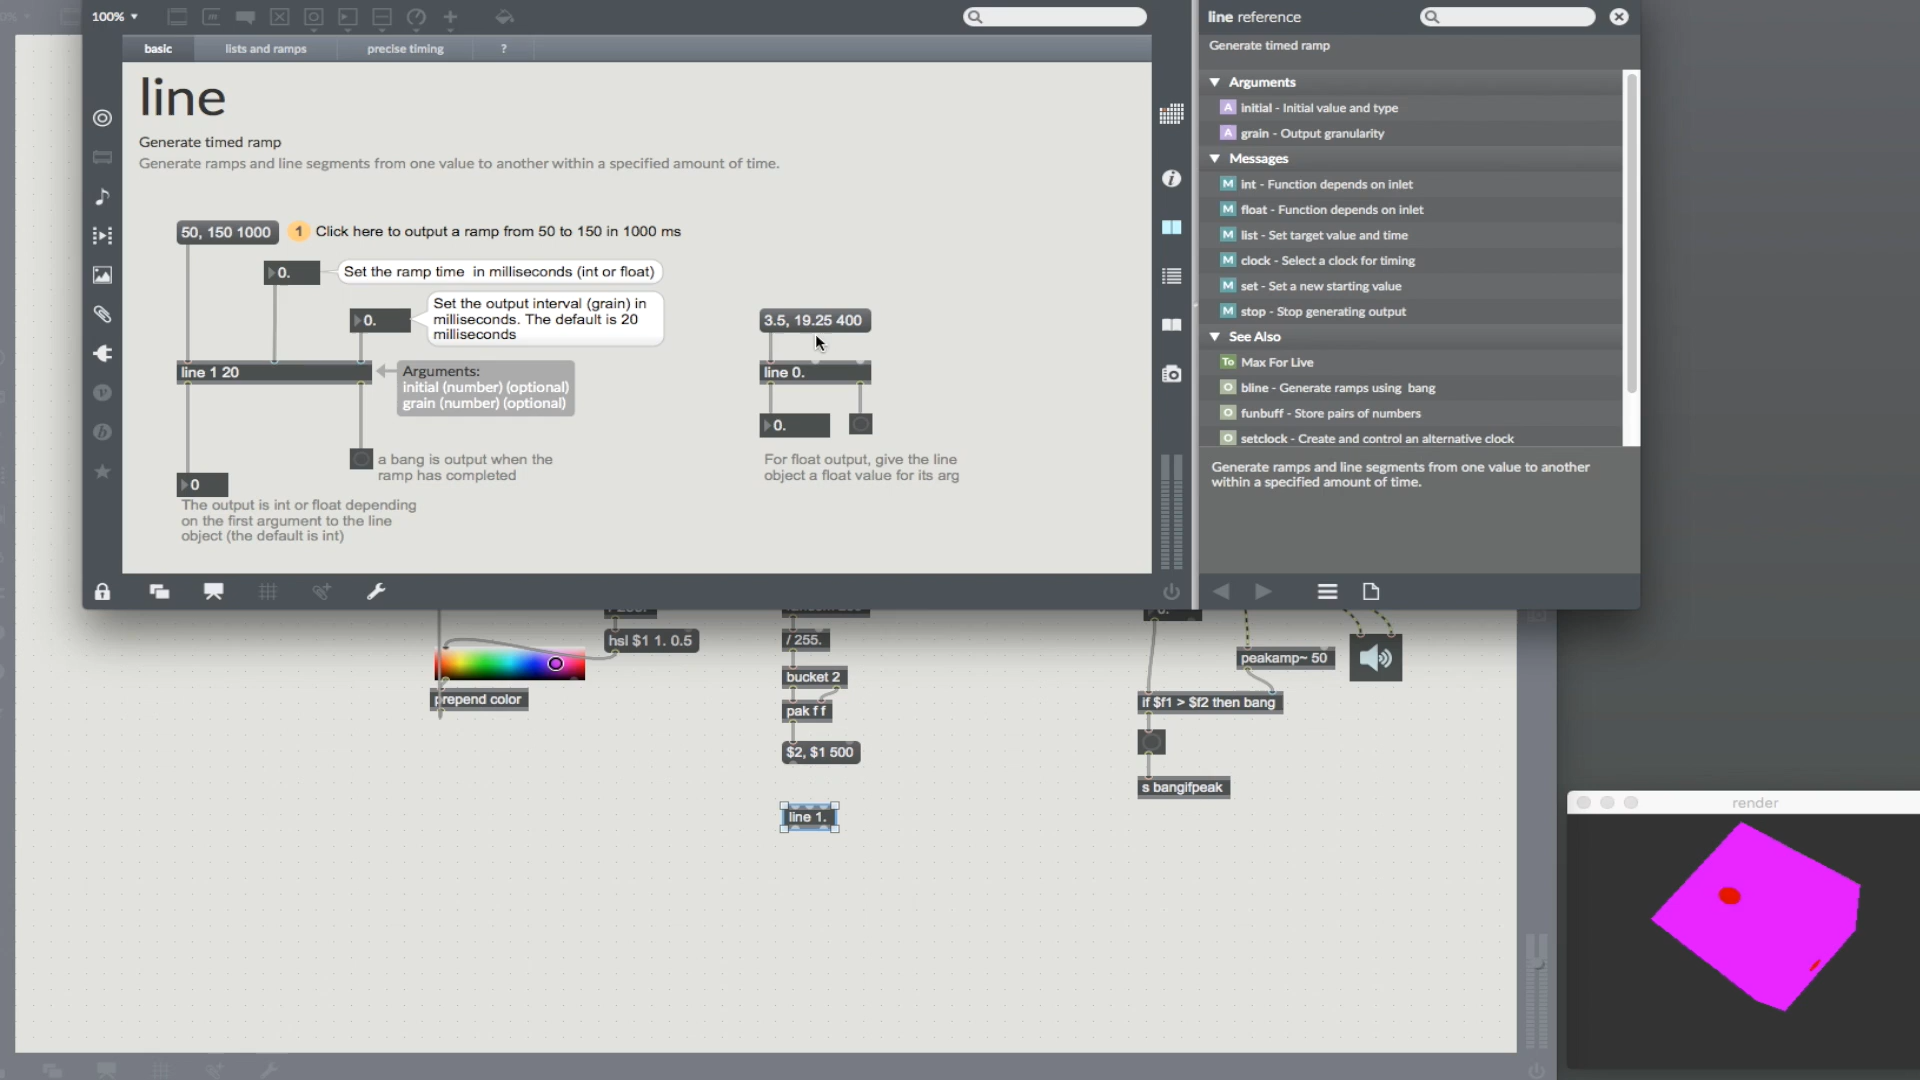 100%
basic
lists and ramps
precise timing
?
line
Generate timed ramp
Generate ramps and line segments from one value to another within a specified amount of time.
50, 150 1000
1
Click here to output a ramp from 50 to 150 in 1000 ms
0.
Set the ramp time in milliseconds (int or float)
0.
Set the output interval (grain) in
milliseconds. The default is 20
milliseconds
line 1 20
Arguments:
initial (number) (optional)
grain (number) (optional)
a bang is output when the
ramp has completed
0
The output is int or float depending
on the first argument to the line
object (the default is int)
3.5, 19.25 400
line 0.
0.
For float output, give the line
object a float value for its arg
line reference
Generate timed ramp
Arguments
A initial - Initial value and type
A grain - Output granularity
Messages
M int - Function depends on inlet
M float - Function depends on inlet
M list - Set target value and time
M clock - Select a clock for timing
M set - Set a new starting value
M stop - Stop generating output
See Also
To Max For Live
O bline - Generate ramps using bang
O funbuff - Store pairs of numbers
O setclock - Create and control an alternative clock
Generate ramps and line segments from one value to another
within a specified amount of time.
hsl $1 1. 0.5
prepend color
/ 255.
bucket 2
pak f f
$2, $1 500
line 1.
peakamp~ 50
if $f1 > $f2 then bang
s bangifpeak
render